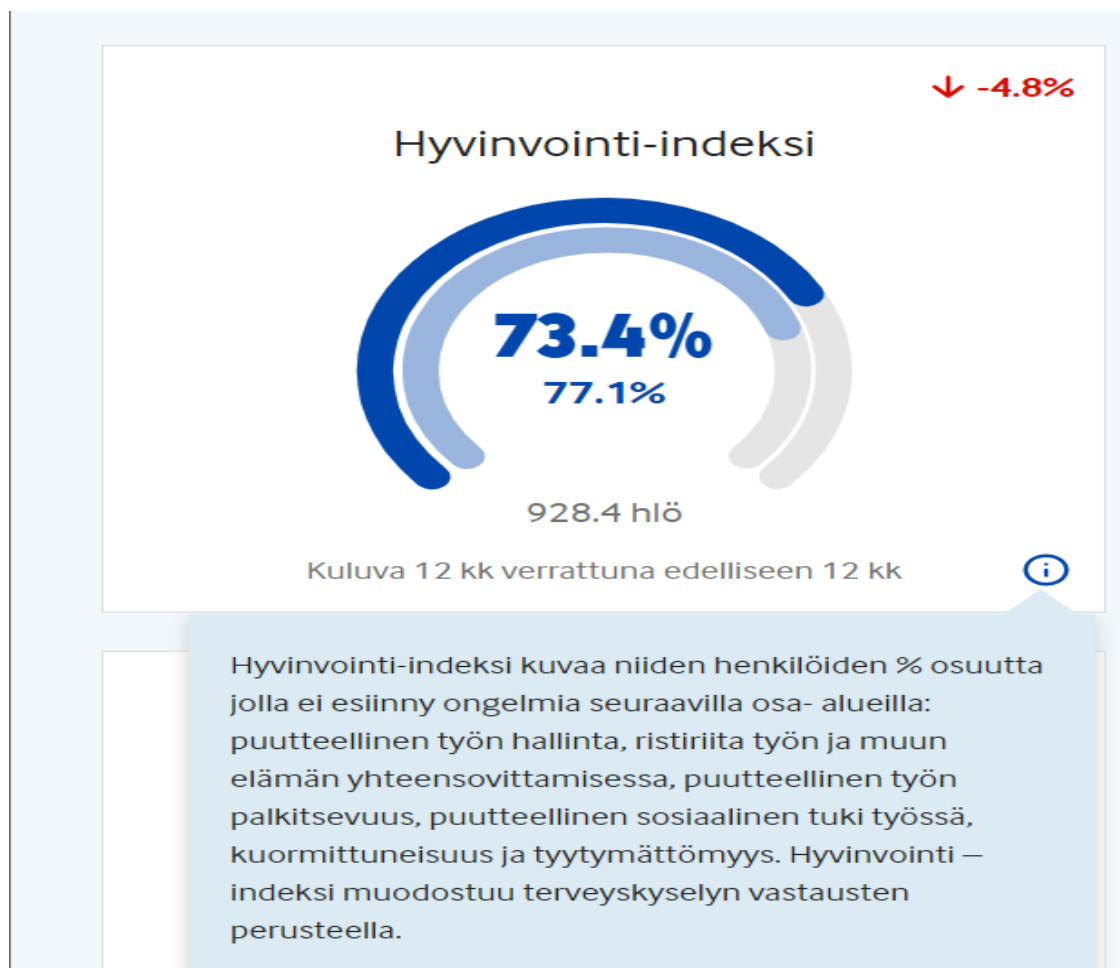 ↓ -4.8%
Hyvinvointi-indeksi
73.4%
77.1%
928.4 hlö
Kuluva 12 kk verrattuna edelliseen 12 kk
Hyvinvointi-indeksi kuvaa niiden henkilöiden % osuutta
jolla ei esiinny ongelmia seuraavilla osa- alueilla:
puutteellinen työn hallinta, ristiriita työn ja muun
elämän yhteensovittamisessa, puutteellinen työn
palkitsevuus, puutteellinen sosiaalinen tuki työssä,
kuormittuneisuus ja tyytymättömyys. Hyvinvointi –
indeksi muodostuu terveyskyselyn vastausten
perusteella.